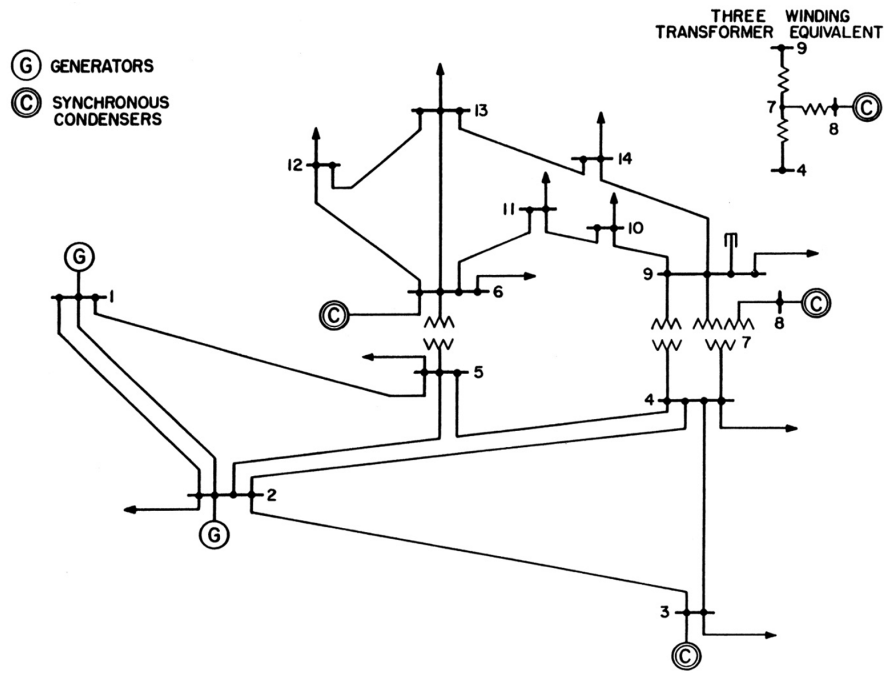 THREE WINDING
TRANSFORMER EQUIVALENT
9
G GENERATORS
C SYNCHRONOUS
CONDENSERS
7
C
8
4
13
12
14
11
10
G
1
6
9
C
C
8
7
5
4
2
G
3
C